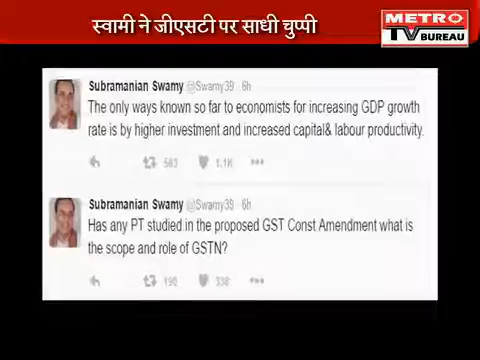 स्वामी ने जीएसटी पर साधी चुप्पी
METRO
TV BUREAU
Subramanian Swamy @Swamy39 · 6h
The only ways known so far to economists for increasing GDP growth
rate is by higher investment and increased capital& labour productivity.
583 1.1K
Subramanian Swamy @Swamy39 · 6h
Has any PT studied in the proposed GST Const Amendment what is
the scope and role of GSTN?
190 338